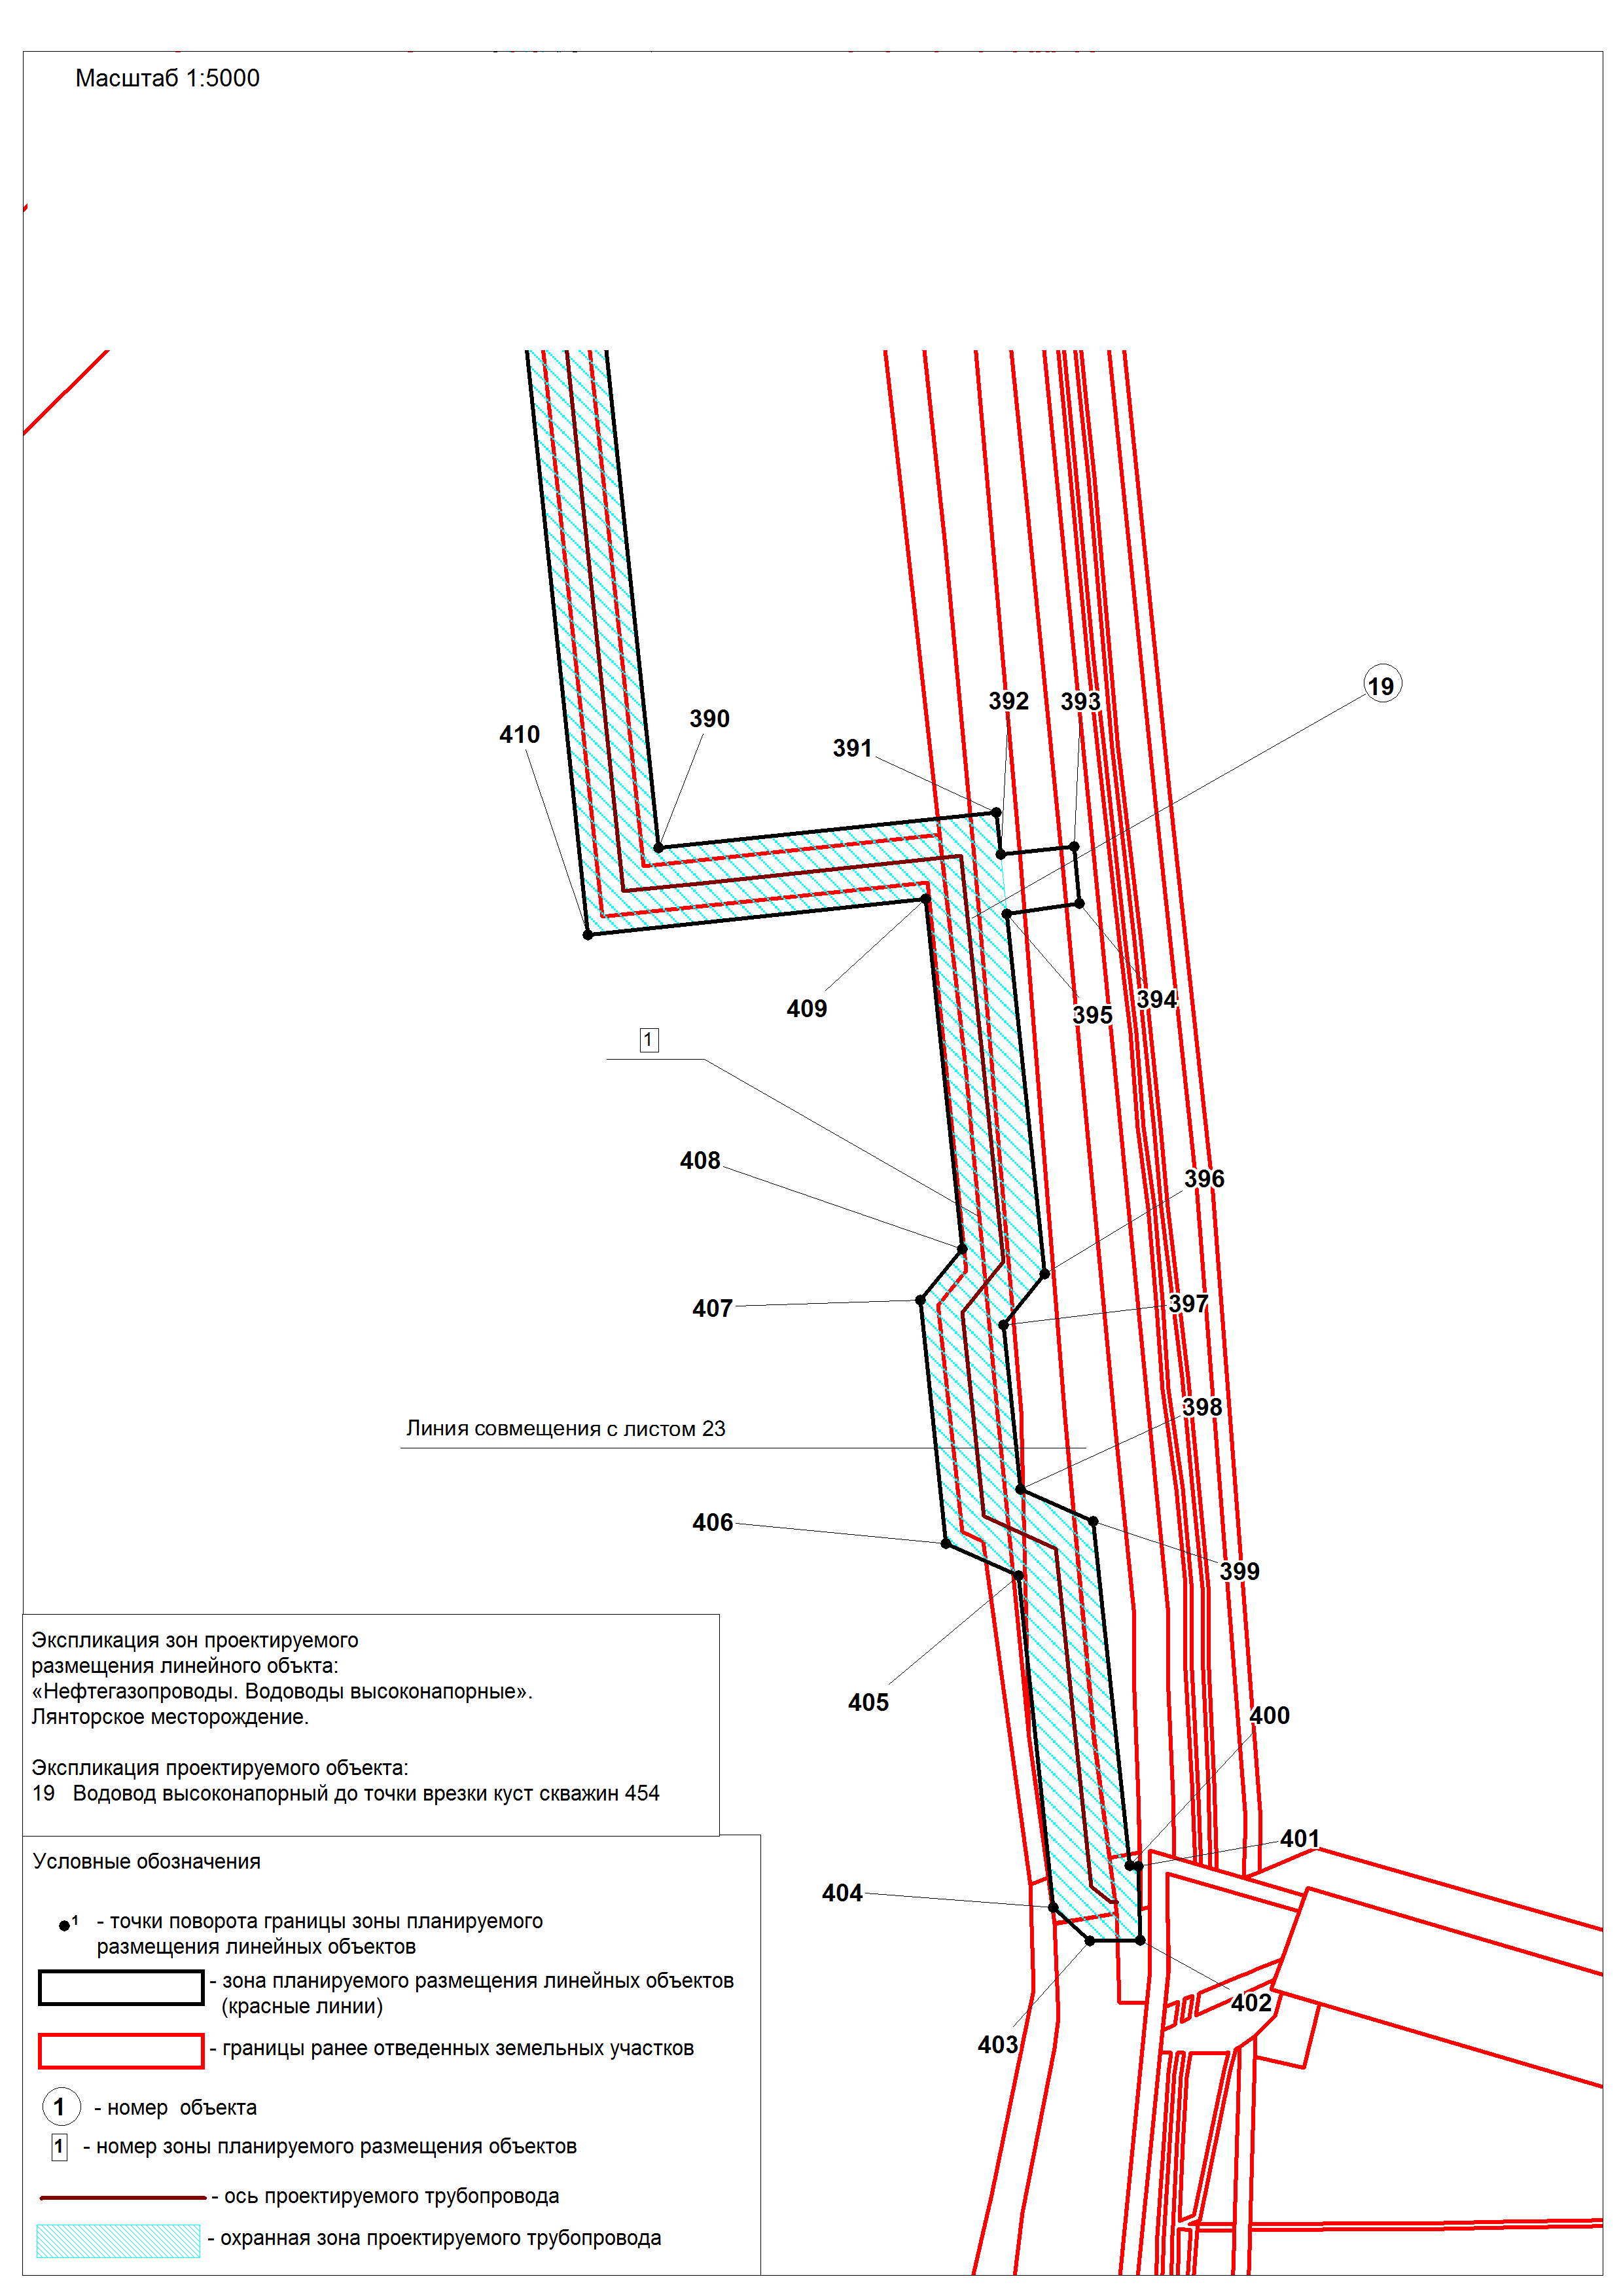 Масштаб 1:5000
19
392
393
390
410
391
394
409
395
1
408
396
407
397
398
Линия совмещения с листом 23
406
399
405
400
401
404
402
403
Экспликация зон проектируемого
размещения линейного объкта:
«Нефтегазопроводы. Водоводы высоконапорные».
Лянторское месторождение.
Экспликация проектируемого объекта:
19 Водовод высоконапорный до точки врезки куст скважин 454
Условные обозначения
1 - точки поворота границы зоны планируемого
размещения линейных объектов
- зона планируемого размещения линейных объектов
(красные линии)
- границы ранее отведенных земельных участков
1 - номер объекта
1 - номер зоны планируемого размещения объектов
- ось проектируемого трубопровода
- охранная зона проектируемого трубопровода